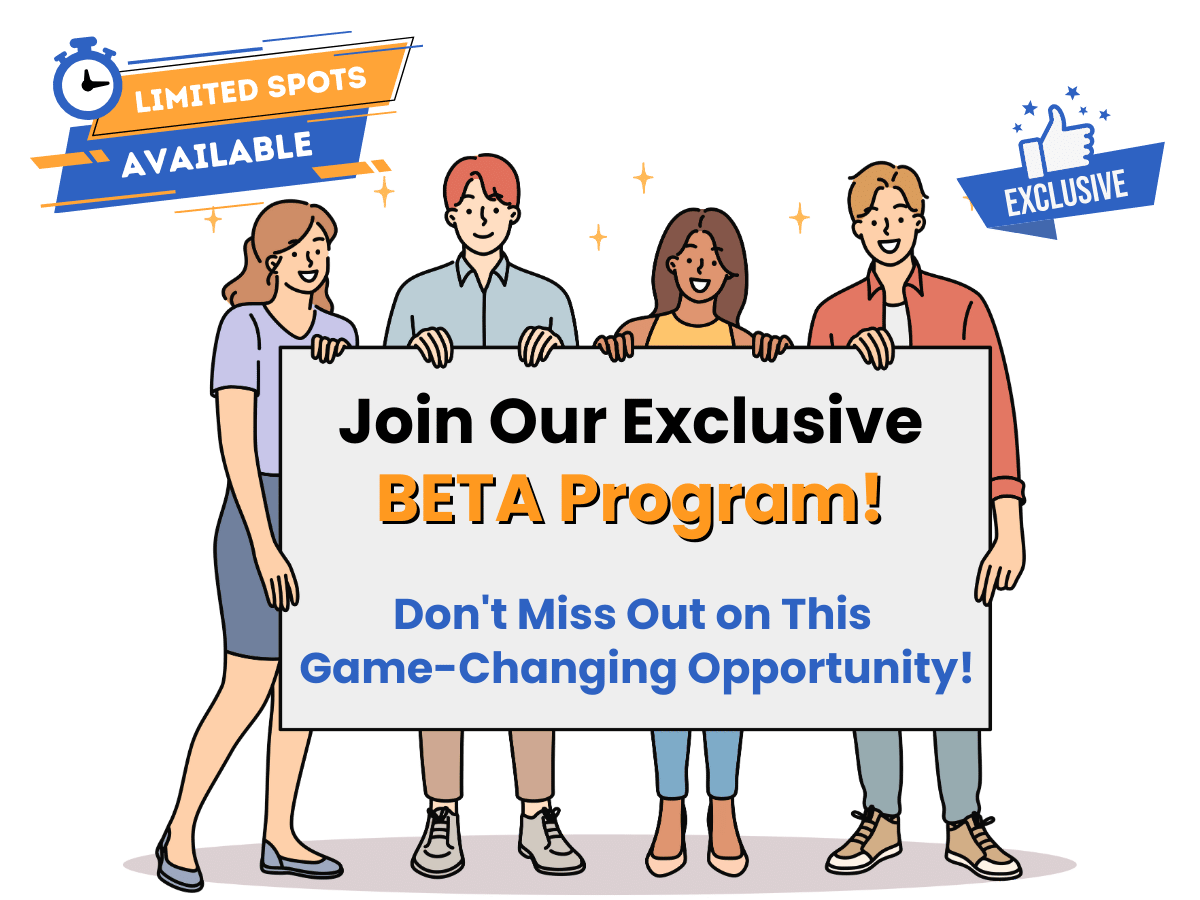 LIMITED SPOTS
AVAILABLE
EXCLUSIVE
Join Our Exclusive
BETA Program!
Don't Miss Out on This
Game-Changing Opportunity!